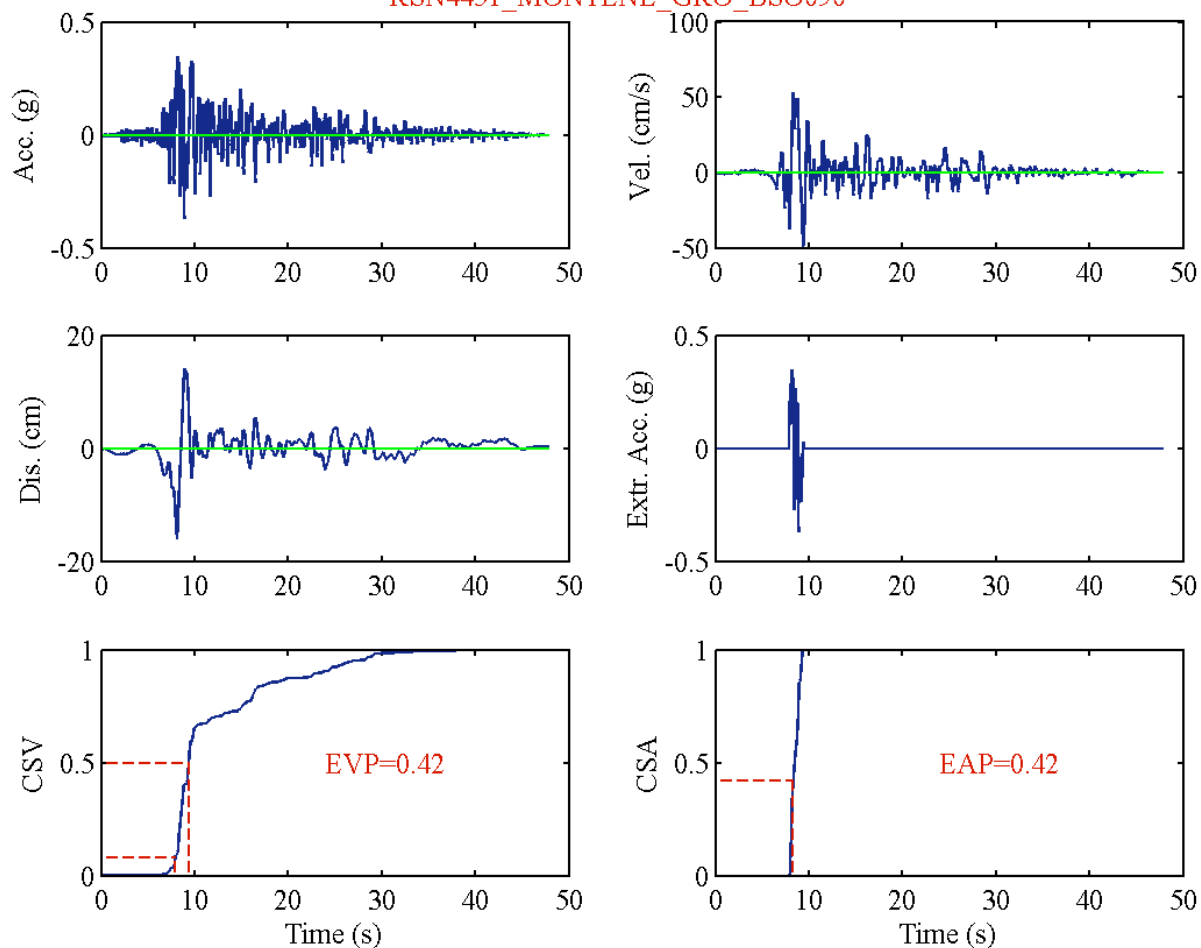 RSN4451_MONTENE_GRO_BSO090
0.5
0
-0.5
Acc. (g)
0 10 20 30 40 50
100
50
0
-50
Vel. (cm/s)
0 10 20 30 40 50
20
0
-20
Dis. (cm)
0 10 20 30 40 50
0.5
0
-0.5
Extr. Acc. (g)
0 10 20 30 40 50
1
0.5
0
CSV
EVP=0.42
0 10 20 30 40 50
Time (s)
1
0.5
0
CSA
EAP=0.42
0 10 20 30 40 50
Time (s)